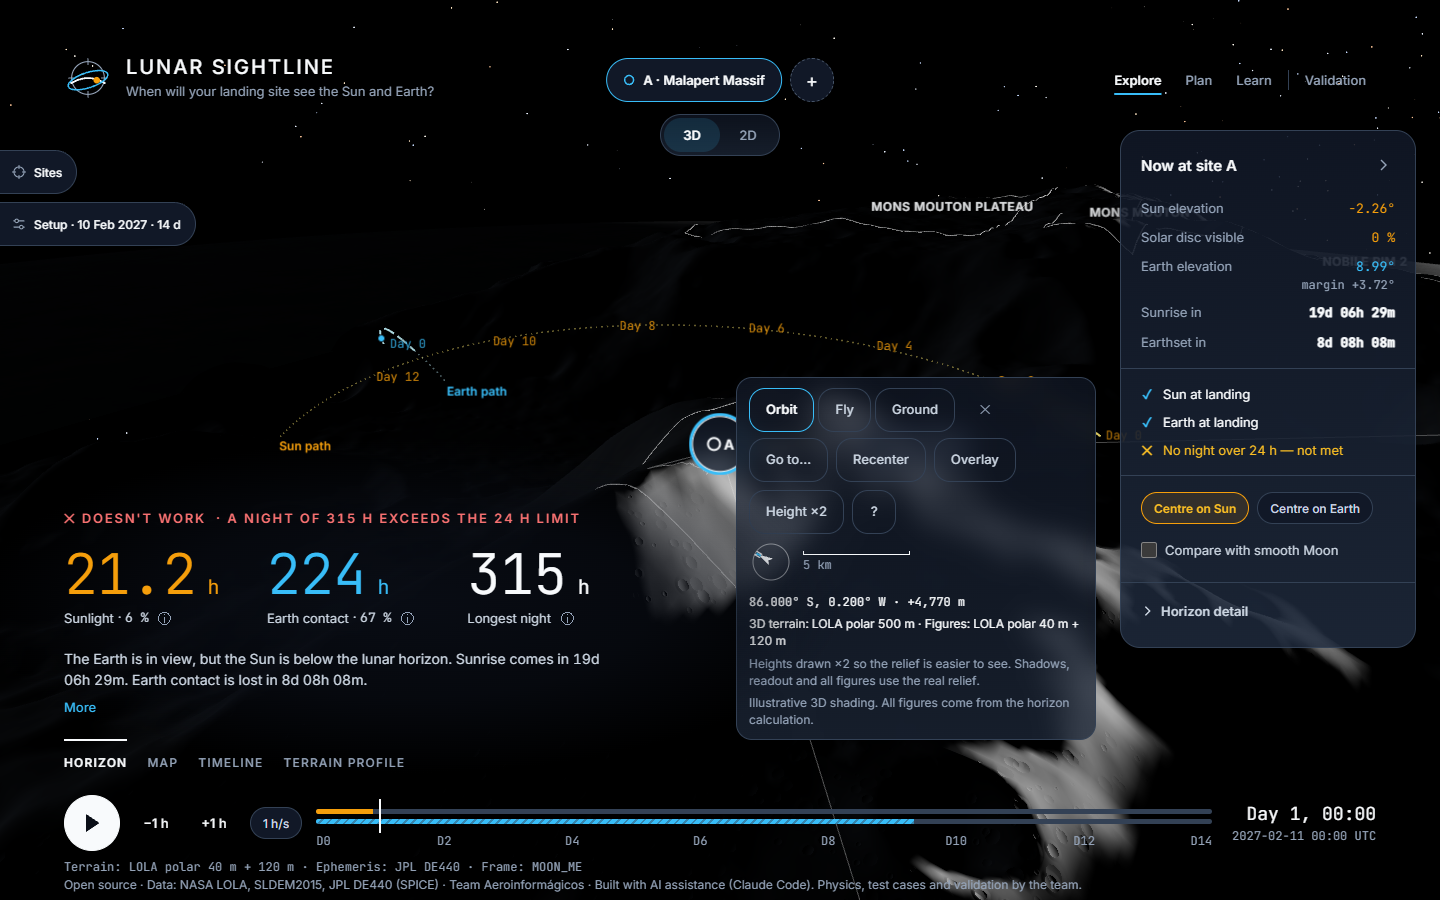 LUNAR SIGHTLINE
When will your landing site see the Sun and Earth?
A · Malapert Massif
+
Explore
Plan
Learn
Validation
3D
2D
Sites
Setup · 10 Feb 2027 · 14 d
MONS MOUTON PLATEAU
Now at site A
Sun elevation
-2.26°
Solar disc visible
0 %
Earth elevation
8.99°
margin +3.72°
Sunrise in
19d 06h 29m
Earthset in
8d 08h 08m
✓ Sun at landing
✓ Earth at landing
✕ No night over 24 h — not met
Centre on Sun
Centre on Earth
Compare with smooth Moon
Horizon detail
Day 0
Day 12
Day 10
Day 8
Day 6
Day 4
Earth path
Sun path
A
Orbit
Fly
Ground
Go to...
Recenter
Overlay
Height ×2
?
5 km
86.000° S, 0.200° W · +4,770 m
3D terrain: LOLA polar 500 m · Figures: LOLA polar 40 m +
120 m
Heights drawn ×2 so the relief is easier to see. Shadows,
readout and all figures use the real relief.
Illustrative 3D shading. All figures come from the horizon
calculation.
✕ DOESN'T WORK · A NIGHT OF 315 H EXCEEDS THE 24 H LIMIT
21.2 h
224 h
315 h
Sunlight · 6 %
Earth contact · 67 %
Longest night
The Earth is in view, but the Sun is below the lunar horizon. Sunrise comes in 19d
06h 29m. Earth contact is lost in 8d 08h 08m.
More
HORIZON
MAP
TIMELINE
TERRAIN PROFILE
−1 h
+1 h
1 h/s
D0
D2
D4
D6
D8
D10
D12
D14
Day 1, 00:00
2027-02-11 00:00 UTC
Terrain: LOLA polar 40 m + 120 m · Ephemeris: JPL DE440 · Frame: MOON_ME
Open source · Data: NASA LOLA, SLDEM2015, JPL DE440 (SPICE) · Team Aeroinformágicos · Built with AI assistance (Claude Code). Physics, test cases and validation by the team.